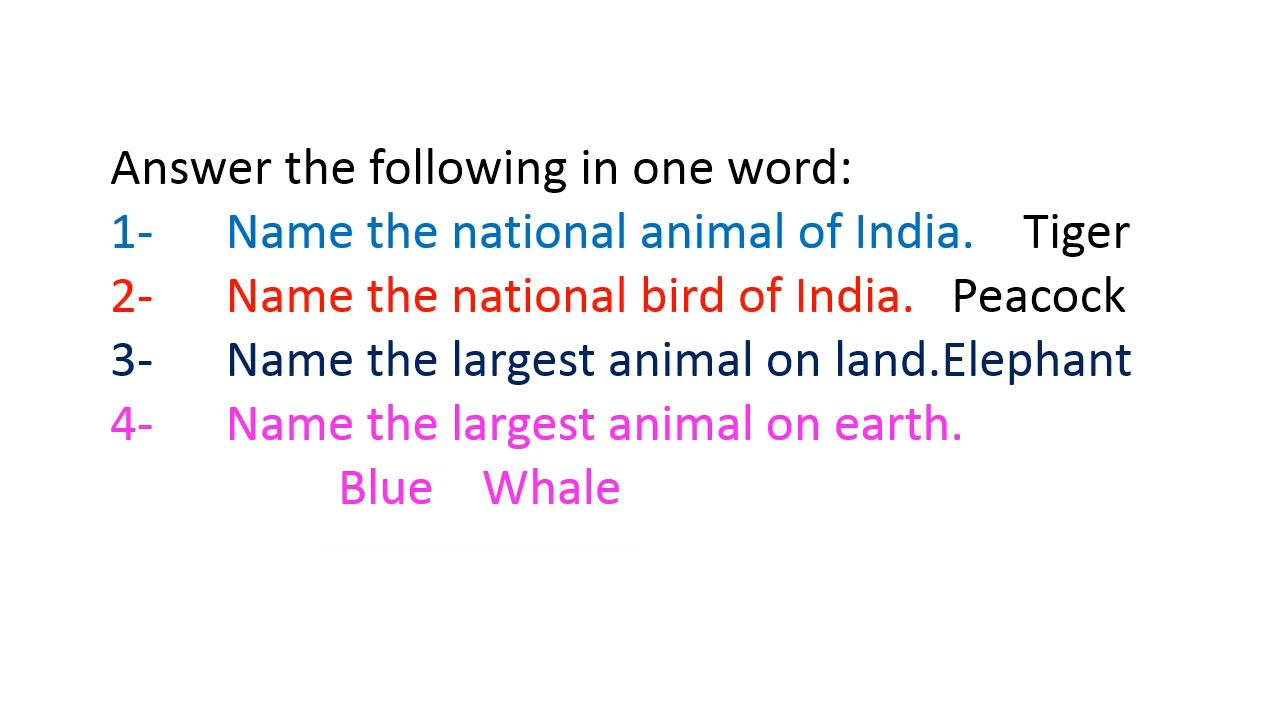 Answer the following in one word:
1- Name the national animal of India. Tiger
2- Name the national bird of India. Peacock
3- Name the largest animal on land.Elephant
4- Name the largest animal on earth.
Blue Whale